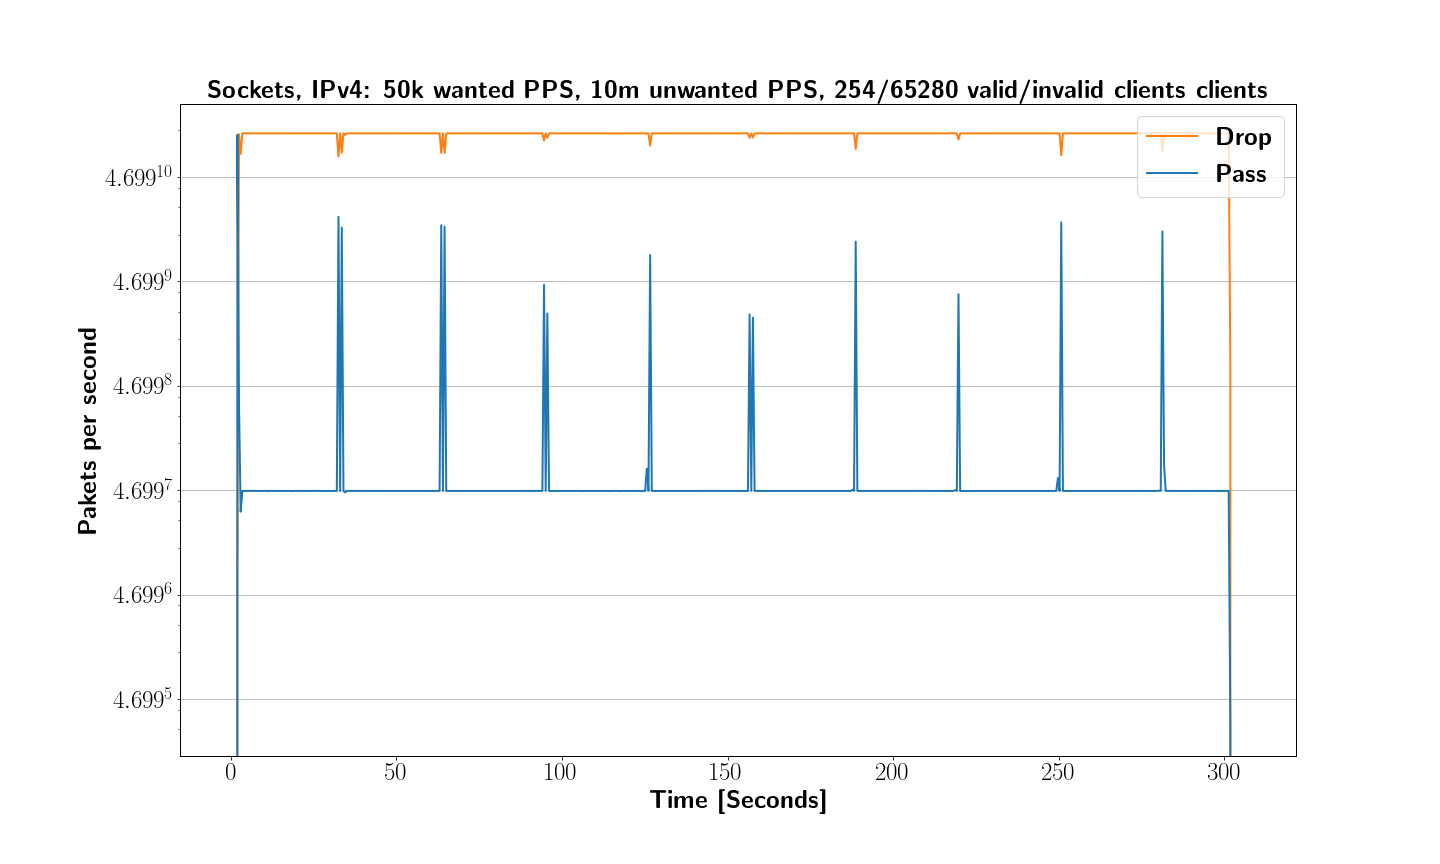 Sockets, IPv4: 50k wanted PPS, 10m unwanted PPS, 254/65280 valid/invalid clients clients
Drop
Pass
4.699^10
4.699^9
4.699^8
4.699^7
4.699^6
4.699^5
Pakets per second
0 50 100 150 200 250 300
Time [Seconds]